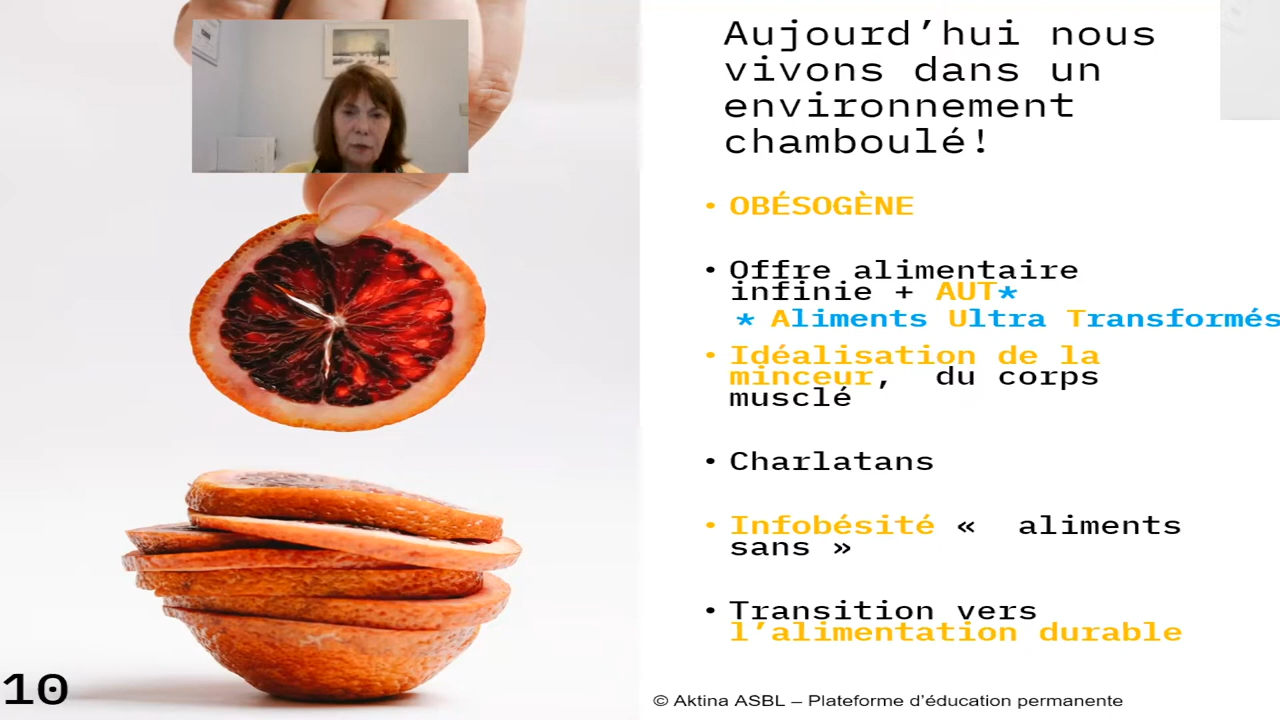 Aujourd’hui nous
vivons dans un
environnement
chamboulé!
• OBÉSOGÈNE
• Offre alimentaire
infinie + AUT*
* Aliments Ultra Transformés
• Idéalisation de la
minceur, du corps
musclé
• Charlatans
• Infobésité « aliments
sans »
• Transition vers
l’alimentation durable
10
© Aktina ASBL – Plateforme d’éducation permanente